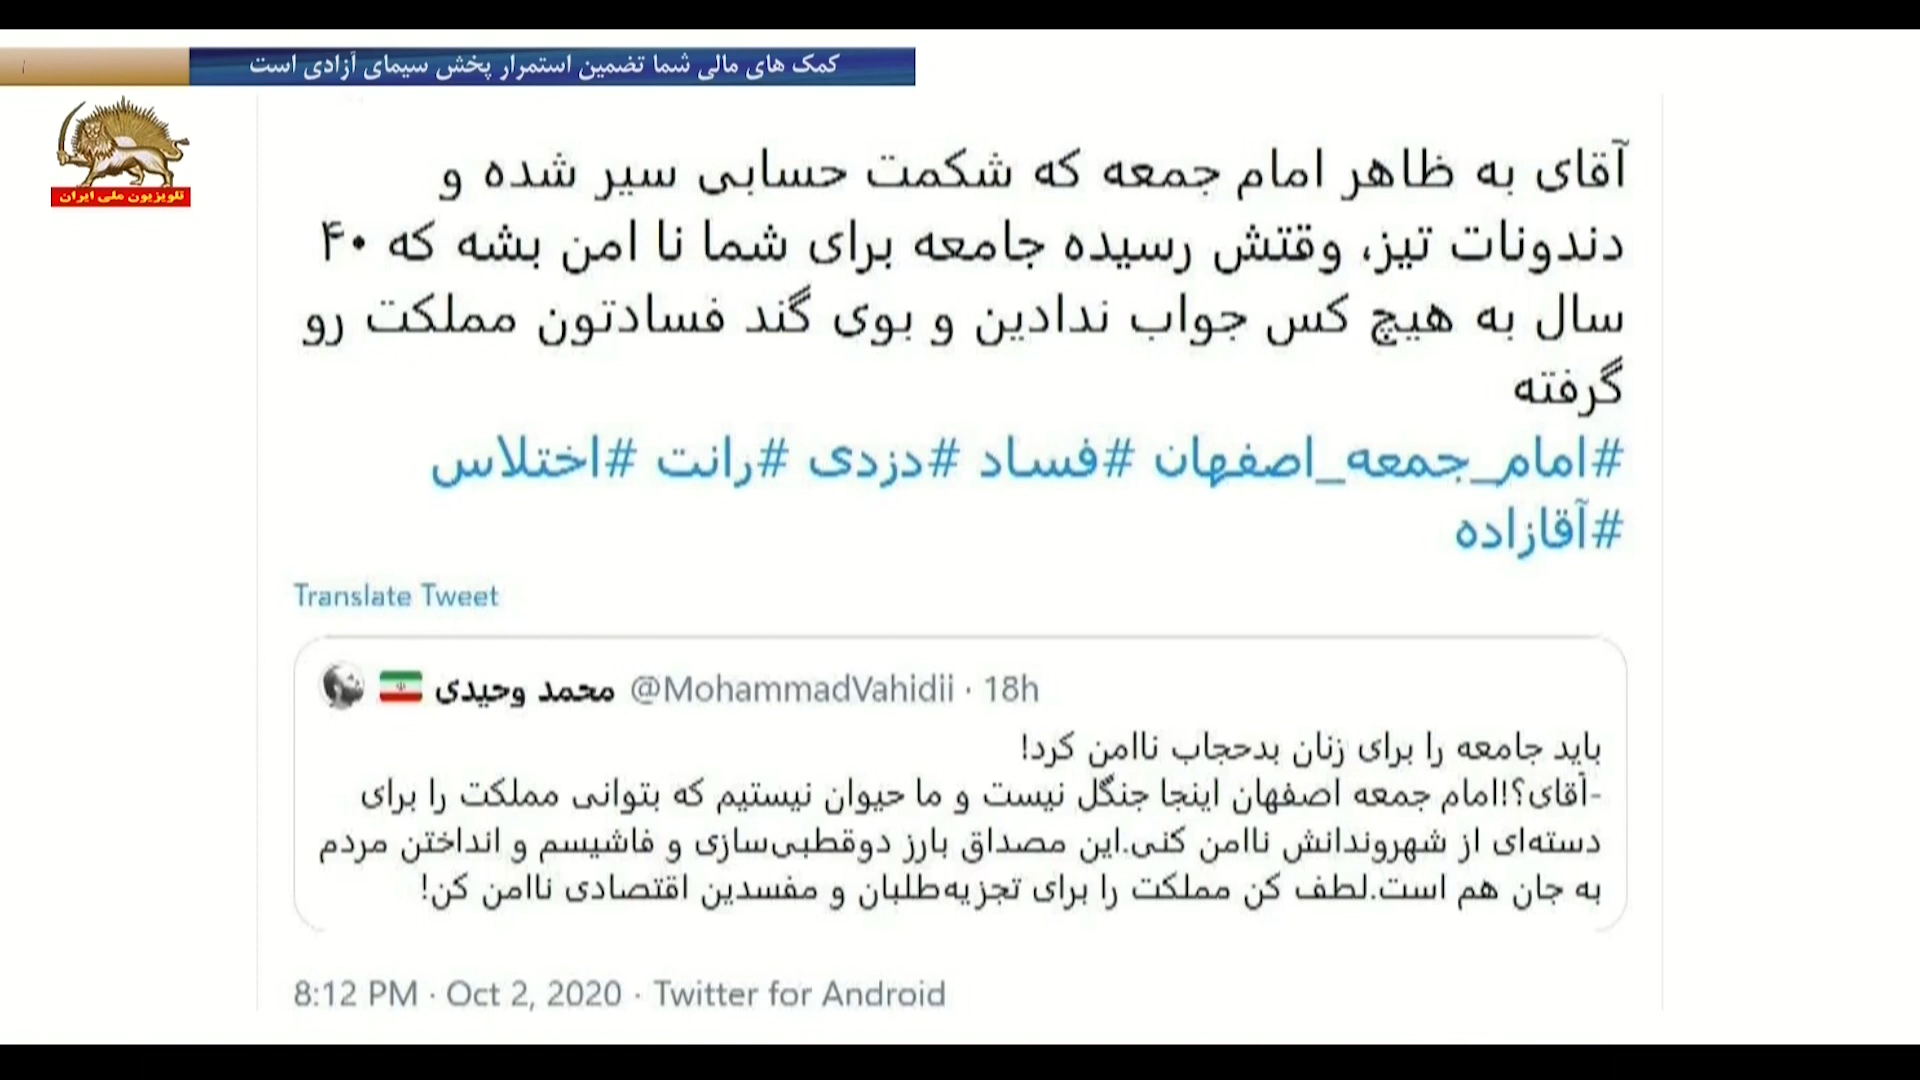 کمک های مالی شما تضمین استمرار پخش سیمای آزادی است
تلویزیون ملی ایران
آقای به ظاهر امام جمعه که شکمت حسابی سیر شده و
دندونات تیز، وقتش رسیده جامعه برای شما نا امن بشه که ۴۰
سال به هیچ کس جواب ندادین و بوی گند فسادتون مملکت رو
گرفته
#امام_جمعه_اصفهان #فساد #دزدی #رانت #اختلاس
#آقازاده
Translate Tweet
محمد وحیدی @MohammadVahidii · 18h
باید جامعه را برای زنان بدحجاب ناامن کرد!
-آقای؟!امام جمعه اصفهان اینجا جنگل نیست و ما حیوان نیستیم که بتوانی مملکت را برای
دسته‌ای از شهروندانش ناامن کنی.این مصداق بارز دوقطبی‌سازی و فاشیسم و انداختن مردم
به جان هم است.لطف کن مملکت را برای تجزیه‌طلبان و مفسدین اقتصادی ناامن کن!
8:12 PM · Oct 2, 2020 · Twitter for Android